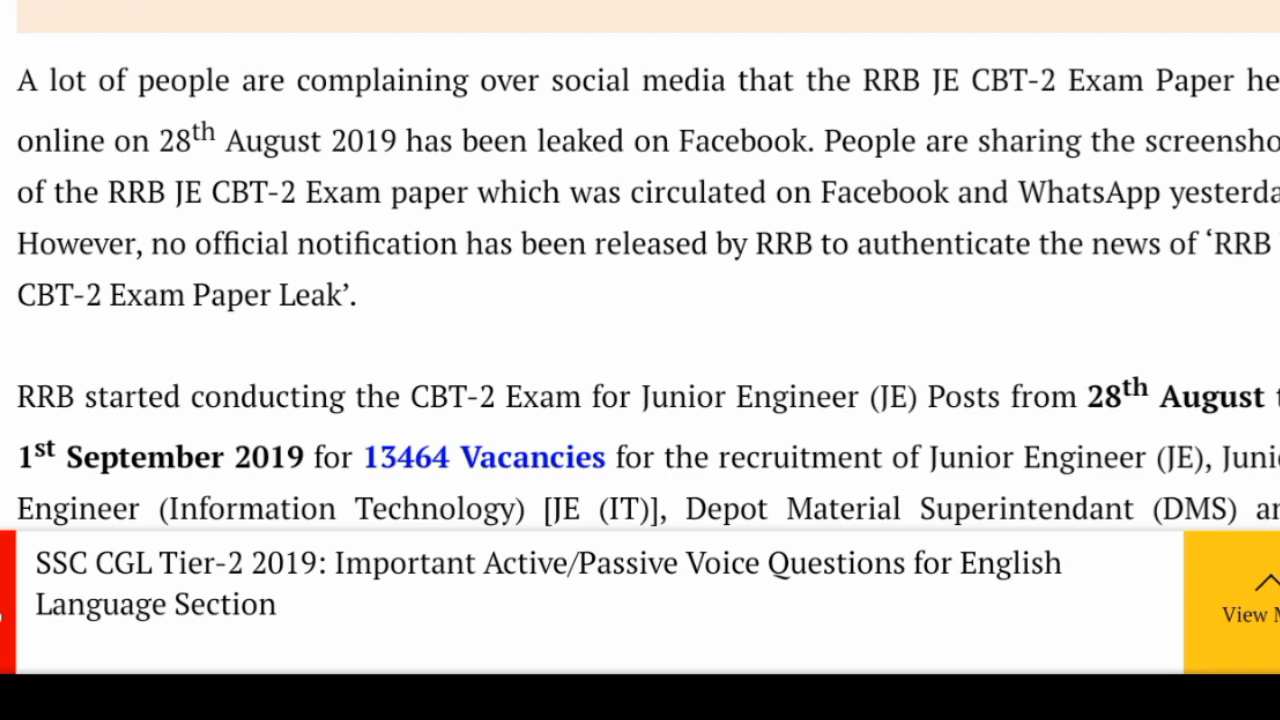 A lot of people are complaining over social media that the RRB JE CBT-2 Exam Paper he
online on 28th August 2019 has been leaked on Facebook. People are sharing the screensho
of the RRB JE CBT-2 Exam paper which was circulated on Facebook and WhatsApp yesterda
However, no official notification has been released by RRB to authenticate the news of ‘RRB
CBT-2 Exam Paper Leak’.
RRB started conducting the CBT-2 Exam for Junior Engineer (JE) Posts from 28th August t
1st September 2019 for 13464 Vacancies for the recruitment of Junior Engineer (JE), Juni
Engineer (Information Technology) [JE (IT)], Depot Material Superintendant (DMS) an
SSC CGL Tier-2 2019: Important Active/Passive Voice Questions for English
Language Section
View M